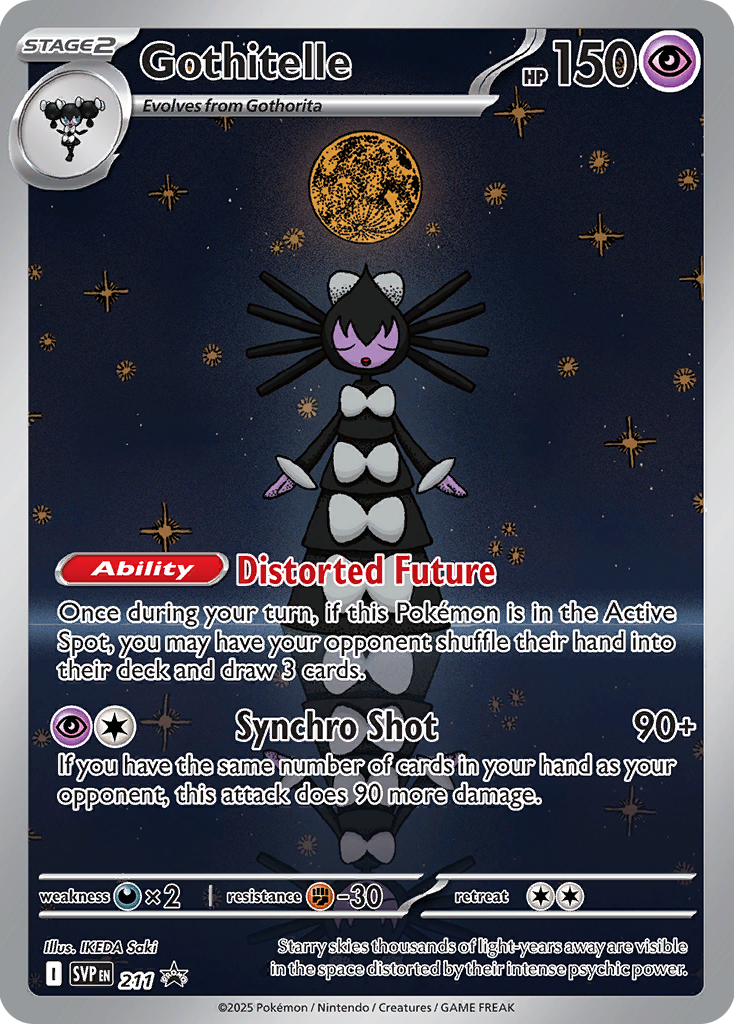 STAGE2
Gothitelle
HP 150
Evolves from Gothorita
Ability Distorted Future
Once during your turn, if this Pokémon is in the Active
Spot, you may have your opponent shuffle their hand into
their deck and draw 3 cards.
Synchro Shot 90+
If you have the same number of cards in your hand as your
opponent, this attack does 90 more damage.
weakness ×2 resistance -30 retreat
Illus. IKEDA Saki
Starry skies thousands of light-years away are visible
in the space distorted by their intense psychic power.
I SVP EN 211
©2025 Pokémon / Nintendo / Creatures / GAME FREAK